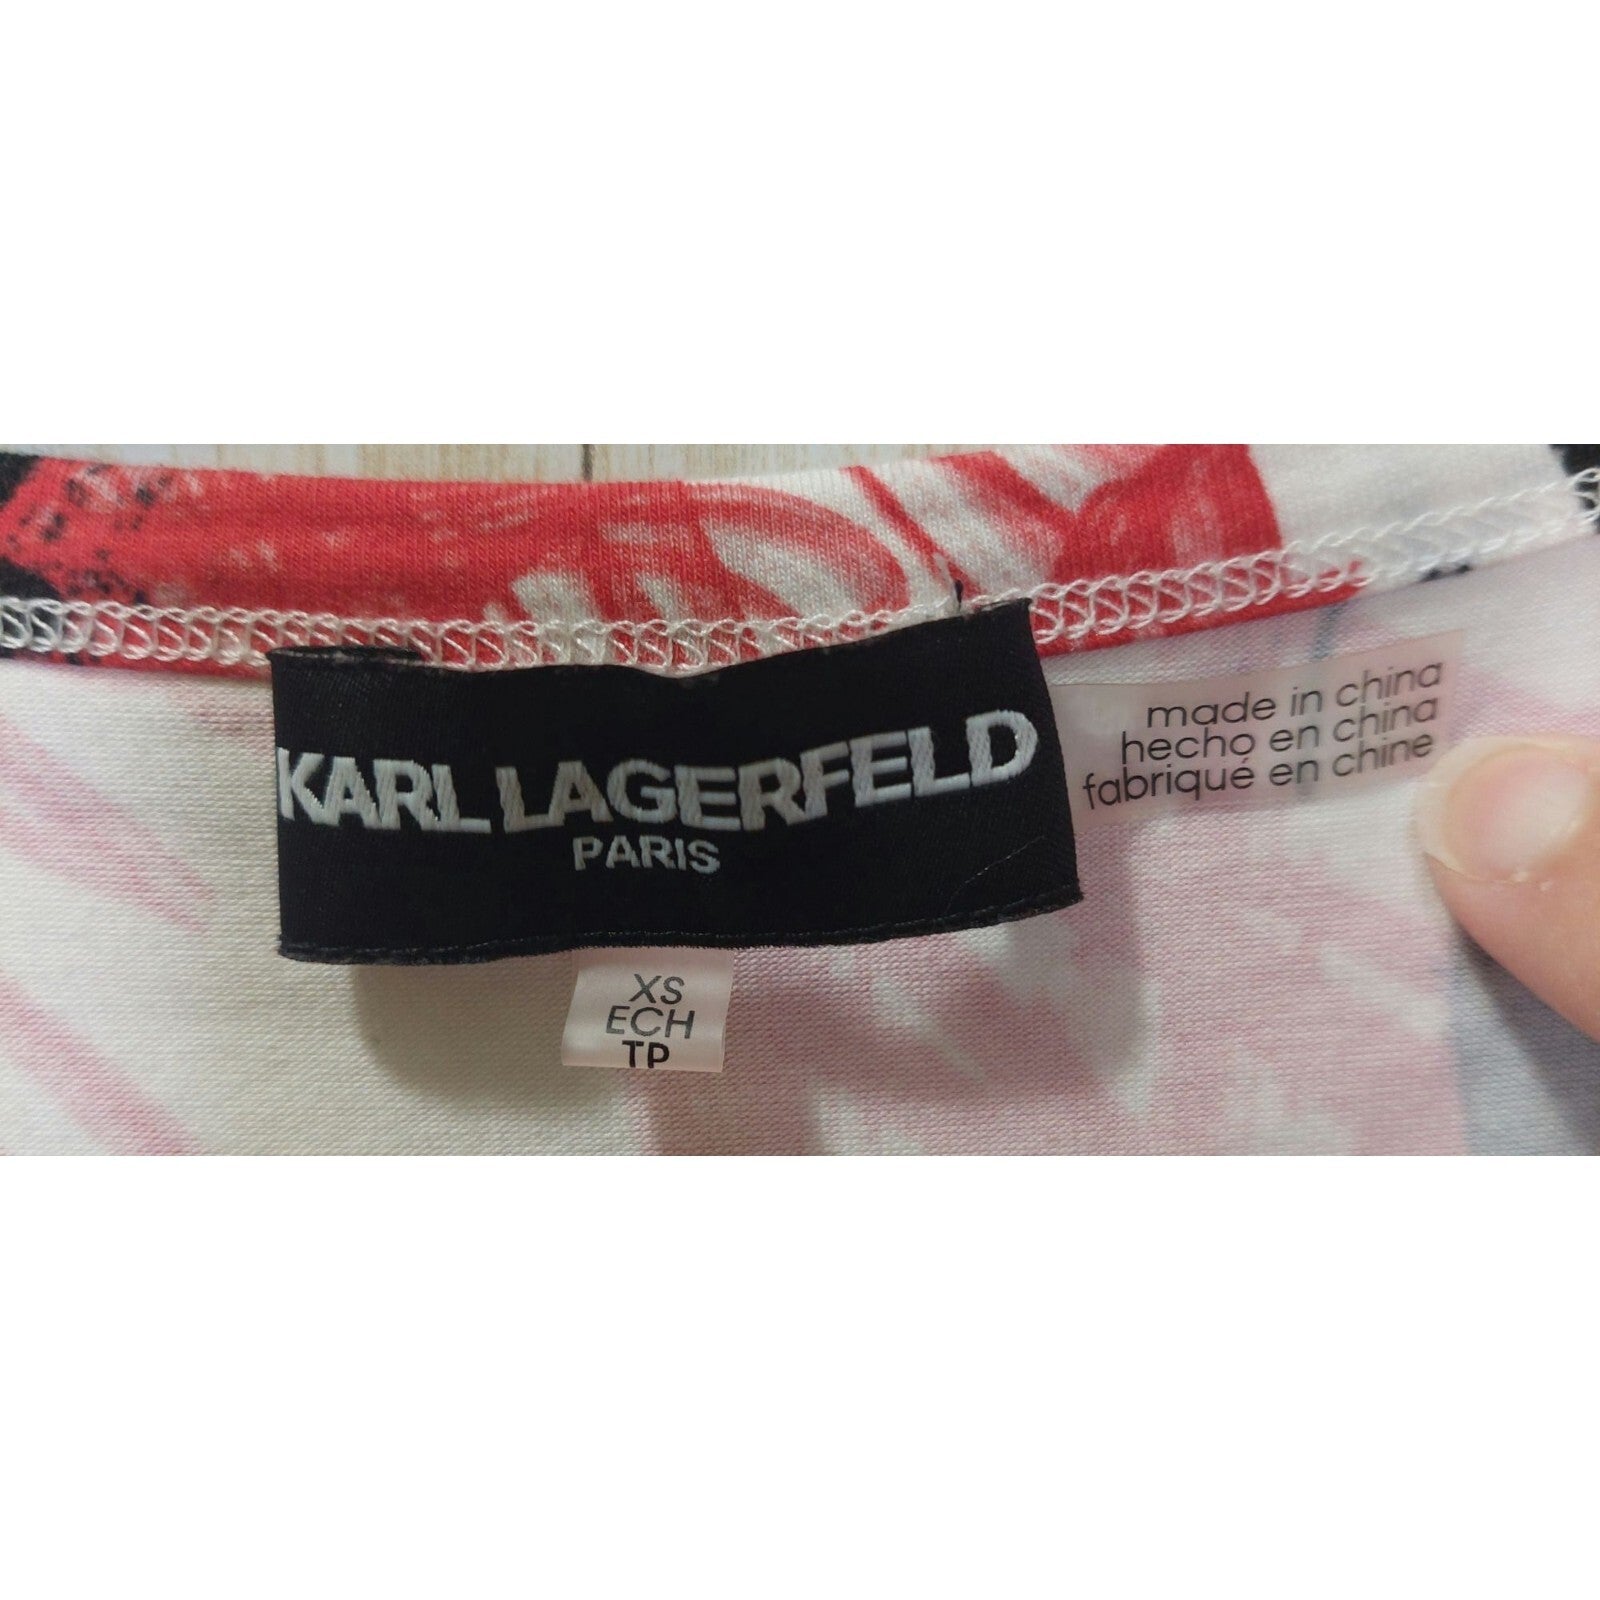 KARL LAGERFELD
PARIS
made in china
hecho en china
fabriqué en chine
XS
ECH
TP